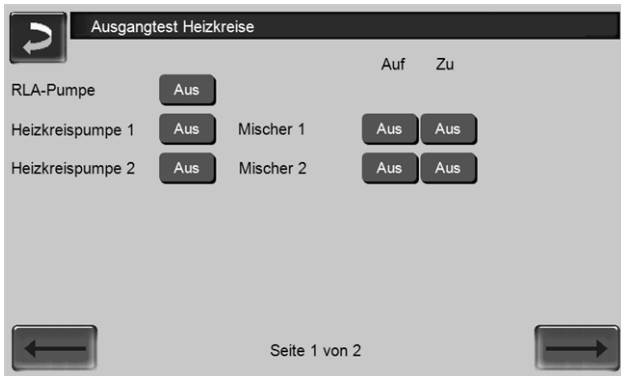 Ausgangtest Heizkreise
Auf Zu
RLA-Pumpe Aus
Heizkreispumpe 1 Aus Mischer 1 Aus Aus
Heizkreispumpe 2 Aus Mischer 2 Aus Aus
Seite 1 von 2